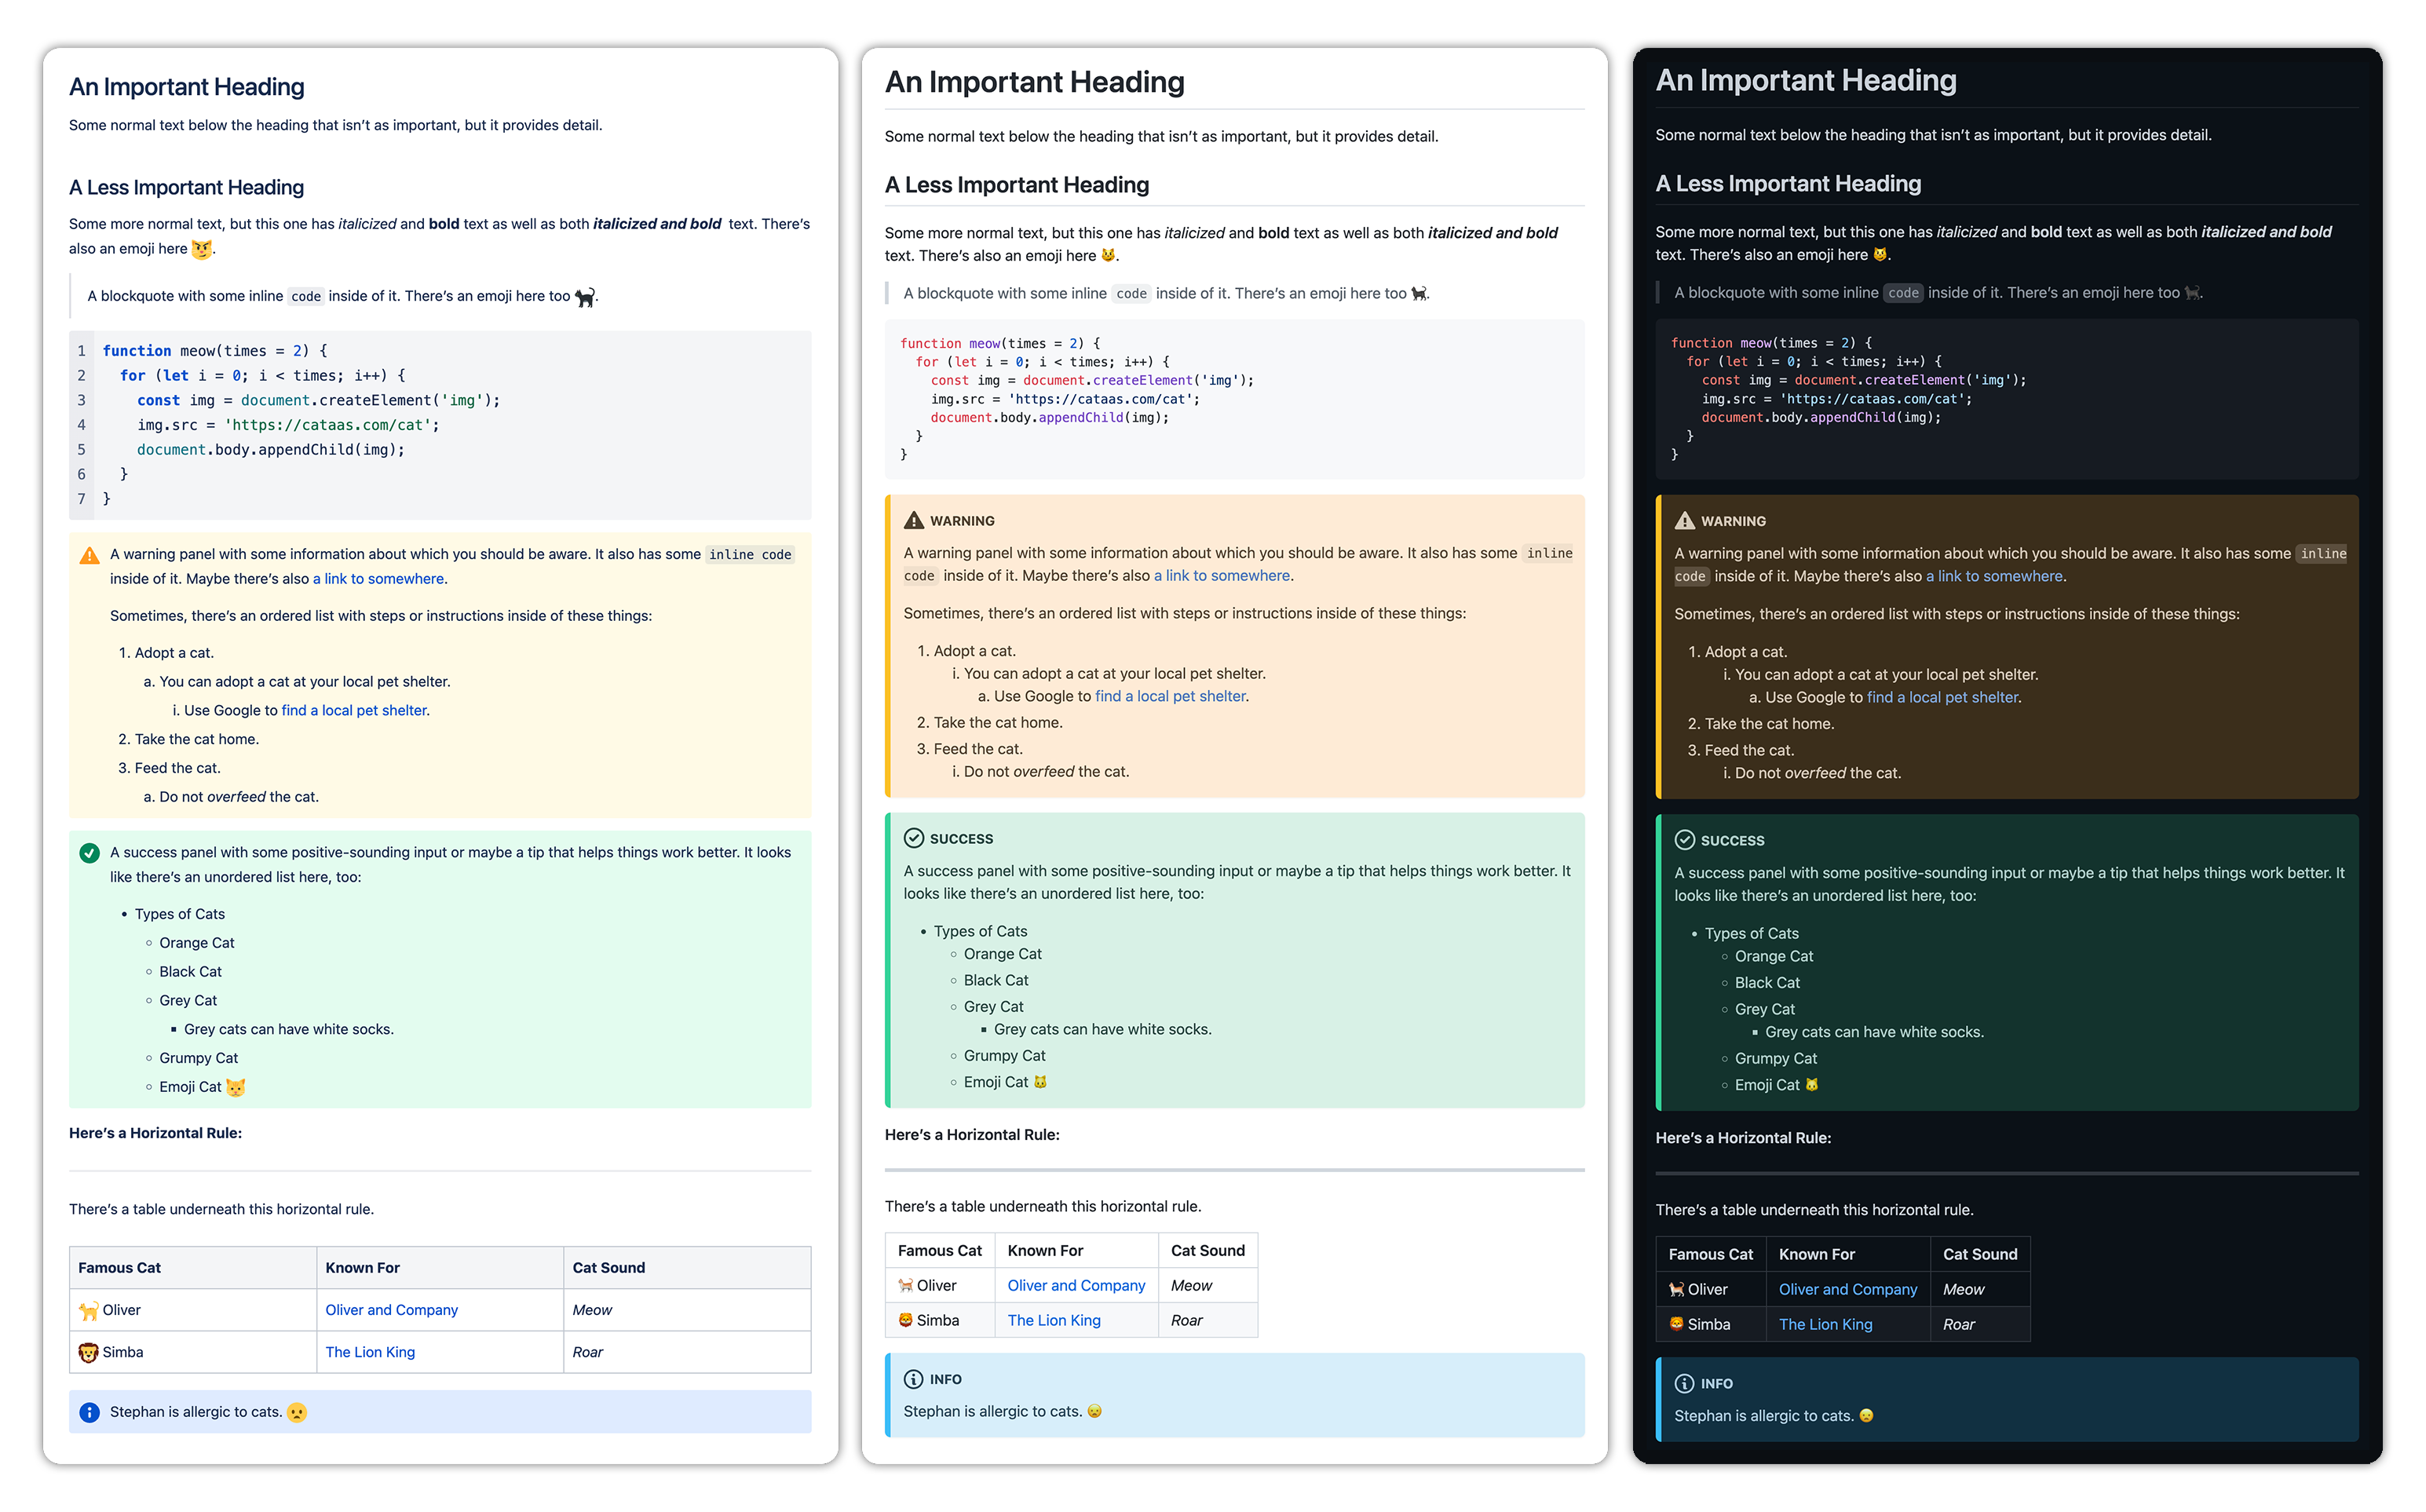 An Important Heading
Some normal text below the heading that isn’t as important, but it provides detail.
A Less Important Heading
Some more normal text, but this one has italicized and bold text as well as both italicized and bold text. There’s
also an emoji here 😼.
A blockquote with some inline code inside of it. There’s an emoji here too 🐈‍⬛.
1 function meow(times = 2) {
2   for (let i = 0; i < times; i++) {
3     const img = document.createElement('img');
4     img.src = 'https://cataas.com/cat';
5     document.body.appendChild(img);
6   }
7 }
A warning panel with some information about which you should be aware. It also has some inline code
inside of it. Maybe there’s also a link to somewhere.
Sometimes, there’s an ordered list with steps or instructions inside of these things:
1. Adopt a cat.
a. You can adopt a cat at your local pet shelter.
i. Use Google to find a local pet shelter.
2. Take the cat home.
3. Feed the cat.
a. Do not overfeed the cat.
A success panel with some positive-sounding input or maybe a tip that helps things work better. It looks
like there’s an unordered list here, too:
• Types of Cats
◦ Orange Cat
◦ Black Cat
◦ Grey Cat
▪ Grey cats can have white socks.
◦ Grumpy Cat
◦ Emoji Cat 🐱
Here’s a Horizontal Rule:
There’s a table underneath this horizontal rule.
Famous Cat Known For Cat Sound
🐈 Oliver Oliver and Company Meow
🦁 Simba The Lion King Roar
Stephan is allergic to cats. 😦
An Important Heading
Some normal text below the heading that isn’t as important, but it provides detail.
A Less Important Heading
Some more normal text, but this one has italicized and bold text as well as both italicized and bold
text. There’s also an emoji here 😼.
A blockquote with some inline code inside of it. There’s an emoji here too 🐈‍⬛.
function meow(times = 2) {
  for (let i = 0; i < times; i++) {
    const img = document.createElement('img');
    img.src = 'https://cataas.com/cat';
    document.body.appendChild(img);
  }
}
WARNING
A warning panel with some information about which you should be aware. It also has some inline
code inside of it. Maybe there’s also a link to somewhere.
Sometimes, there’s an ordered list with steps or instructions inside of these things:
1. Adopt a cat.
i. You can adopt a cat at your local pet shelter.
a. Use Google to find a local pet shelter.
2. Take the cat home.
3. Feed the cat.
i. Do not overfeed the cat.
SUCCESS
A success panel with some positive-sounding input or maybe a tip that helps things work better. It
looks like there’s an unordered list here, too:
• Types of Cats
◦ Orange Cat
◦ Black Cat
◦ Grey Cat
▪ Grey cats can have white socks.
◦ Grumpy Cat
◦ Emoji Cat 🐱
Here’s a Horizontal Rule:
There’s a table underneath this horizontal rule.
Famous Cat Known For Cat Sound
🐈 Oliver Oliver and Company Meow
🦁 Simba The Lion King Roar
INFO
Stephan is allergic to cats. 😦
An Important Heading
Some normal text below the heading that isn’t as important, but it provides detail.
A Less Important Heading
Some more normal text, but this one has italicized and bold text as well as both italicized and bold
text. There’s also an emoji here 😼.
A blockquote with some inline code inside of it. There’s an emoji here too 🐈‍⬛.
function meow(times = 2) {
  for (let i = 0; i < times; i++) {
    const img = document.createElement('img');
    img.src = 'https://cataas.com/cat';
    document.body.appendChild(img);
  }
}
WARNING
A warning panel with some information about which you should be aware. It also has some inline
code inside of it. Maybe there’s also a link to somewhere.
Sometimes, there’s an ordered list with steps or instructions inside of these things:
1. Adopt a cat.
i. You can adopt a cat at your local pet shelter.
a. Use Google to find a local pet shelter.
2. Take the cat home.
3. Feed the cat.
i. Do not overfeed the cat.
SUCCESS
A success panel with some positive-sounding input or maybe a tip that helps things work better. It
looks like there’s an unordered list here, too:
• Types of Cats
◦ Orange Cat
◦ Black Cat
◦ Grey Cat
▪ Grey cats can have white socks.
◦ Grumpy Cat
◦ Emoji Cat 🐱
Here’s a Horizontal Rule:
There’s a table underneath this horizontal rule.
Famous Cat Known For Cat Sound
🐈 Oliver Oliver and Company Meow
🦁 Simba The Lion King Roar
INFO
Stephan is allergic to cats. 😦